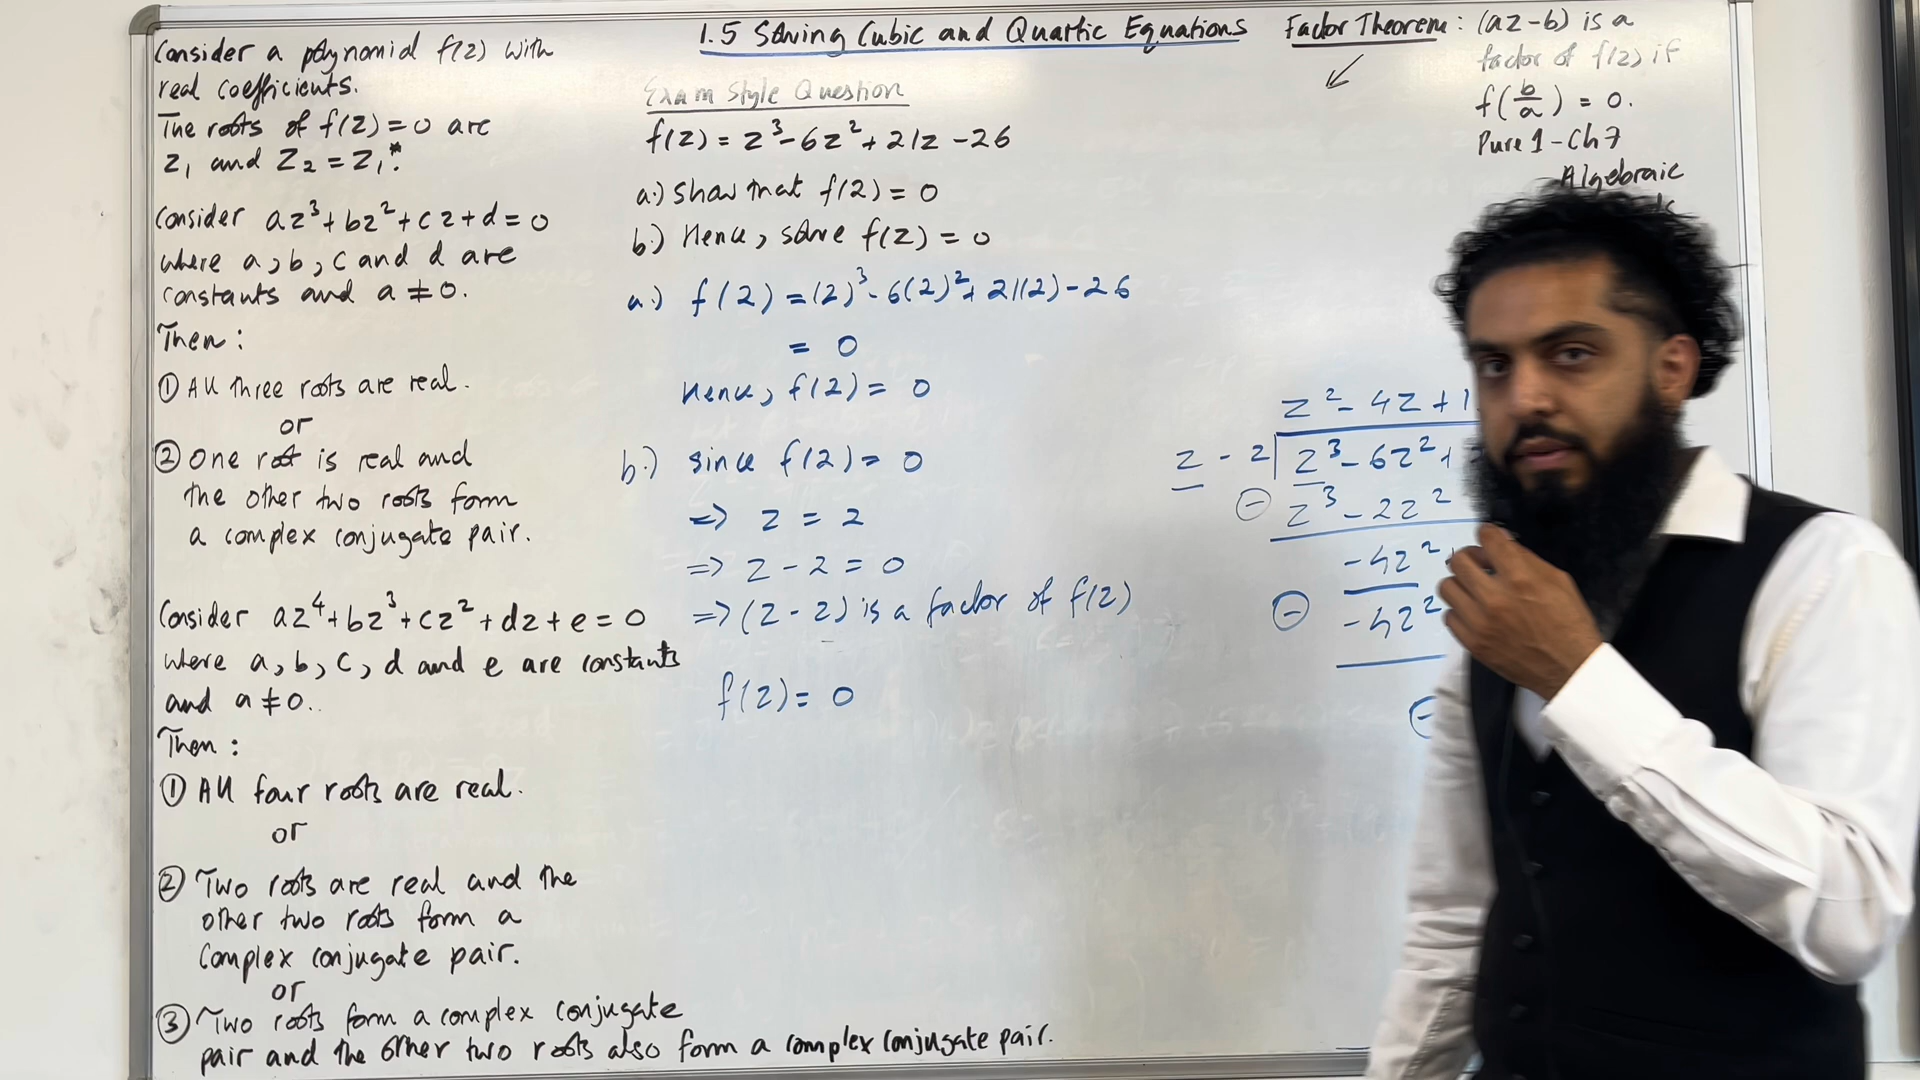 1.5 Solving Cubic and Quartic Equations
Consider a polynomial f(z) with
real coefficients.
The roots of f(z)=0 are
z₁ and z₂ = z₁*.
Consider az³+bz²+cz+d=0
where a, b, c and d are
constants and a≠0.
Then:
① All three roots are real.
or
② One root is real and
the other two roots form
a complex conjugate pair.
Consider az⁴+bz³+cz²+dz+e=0
where a, b, c, d and e are constants
and a≠0.
Then:
① All four roots are real.
or
② Two roots are real and the
other two roots form a
complex conjugate pair.
or
③ Two roots form a complex conjugate
pair and the other two roots also form a complex conjugate pair.
Exam Style Question
f(z) = z³-6z²+21z-26
a.) Show that f(2)=0
b.) Hence, solve f(z)=0
a.) f(2) = (2)³-6(2)²+21(2)-26
= 0
Hence, f(2)=0
b.) since f(2)=0
=> z = 2
=> z - 2 = 0
=> (z-2) is a factor of f(z)
f(z)=0
Factor Theorem: (az-b) is a
factor of f(z) if
f(b/a) = 0.
Pure 1 - Ch 7
Algebraic
z²-4z+1
z - 2 z³-6z²+
⊖ z³-2z²
-4z²
⊖ -4z²
⊖